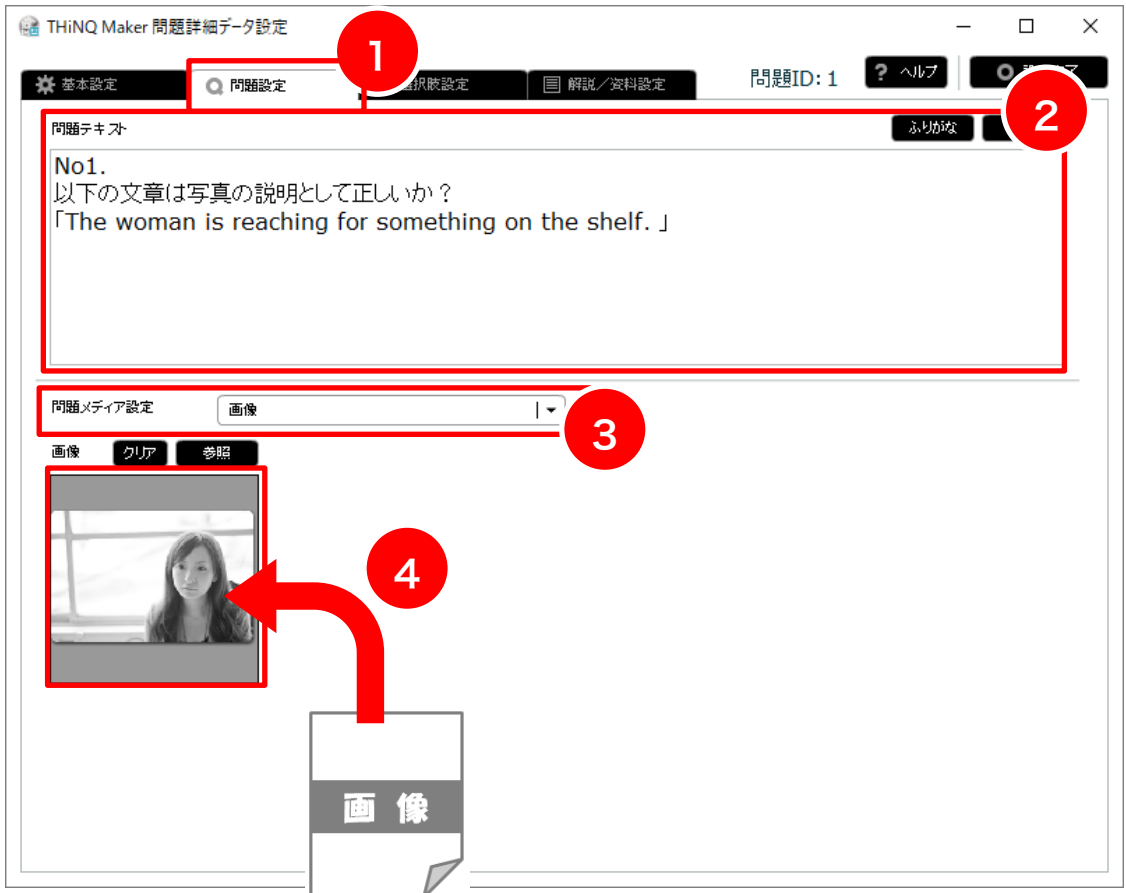 THiNQ Maker 問題詳細データ設定
1
基本設定
問題設定
択肢設定
解説／資料設定
問題ID: 1
? ヘルプ
2
問題テキスト
ふりがな
No1.
以下の文章は写真の説明として正しいか？
「The woman is reaching for something on the shelf. 」
問題メディア設定
画像
3
画像
クリア
参照
4
画像